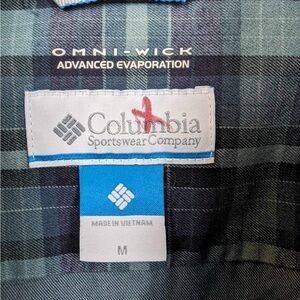 OMNI-WICK
ADVANCED EVAPORATION
Columbia
Sportswear Company
MADE IN VIETNAM
M